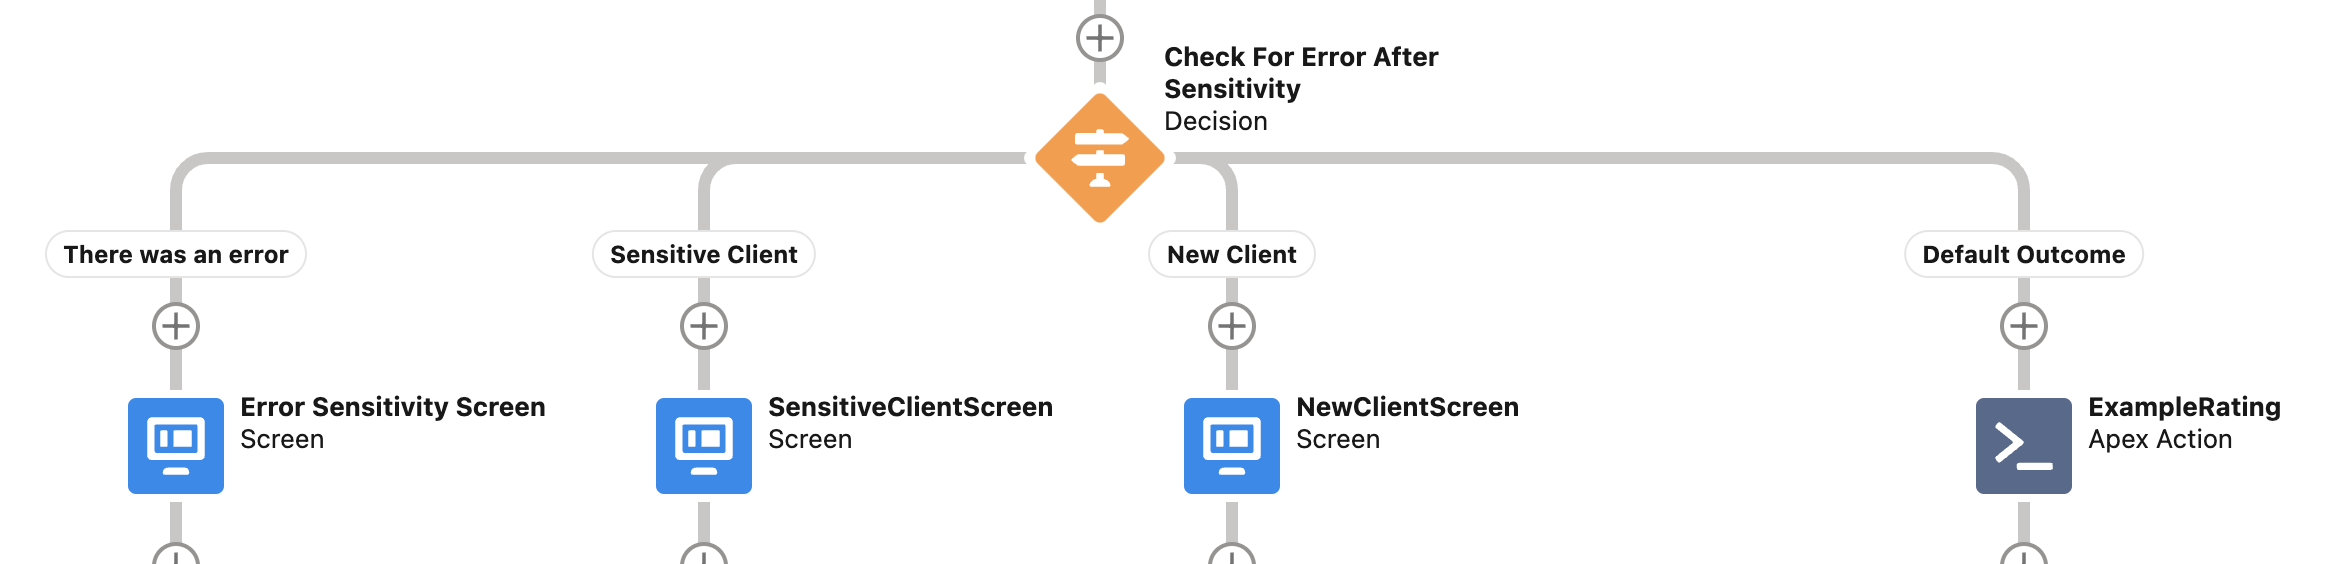 Check For Error After
Sensitivity
Decision
There was an error
Sensitive Client
New Client
Default Outcome
Error Sensitivity Screen
Screen
SensitiveClientScreen
Screen
NewClientScreen
Screen
ExampleRating
Apex Action